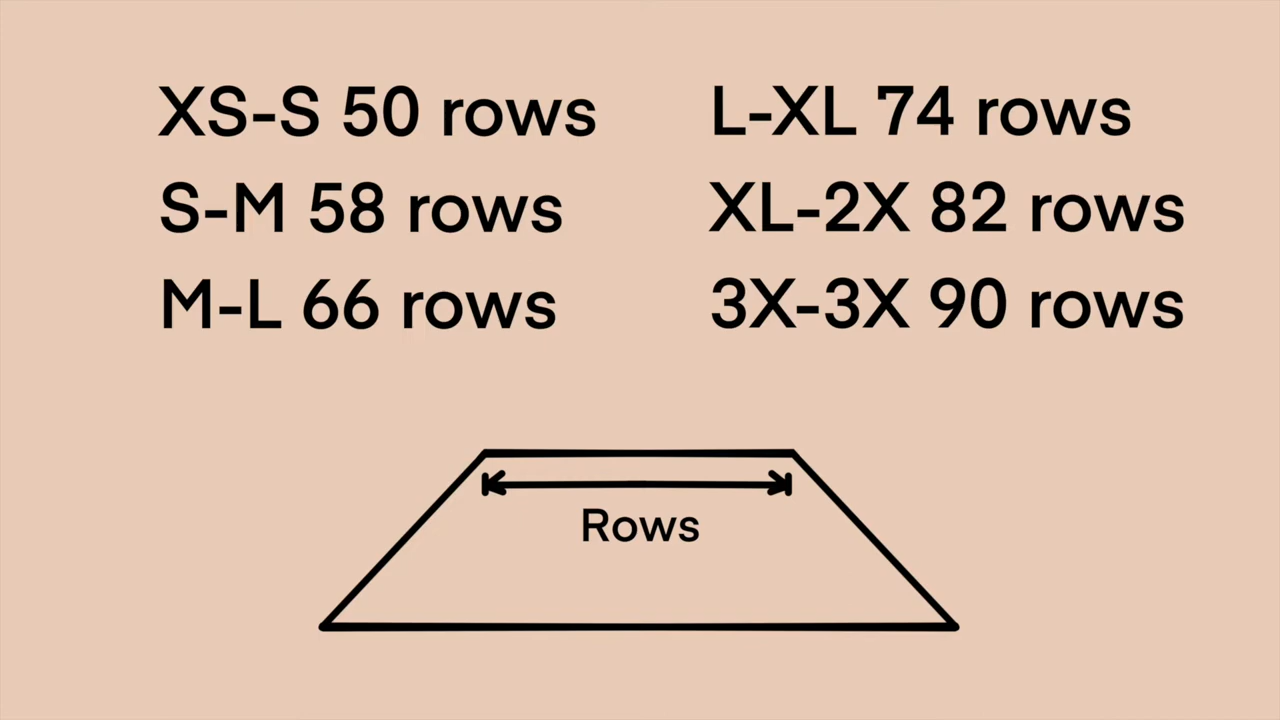 XS-S 50 rows
S-M 58 rows
M-L 66 rows
L-XL 74 rows
XL-2X 82 rows
3X-3X 90 rows
Rows